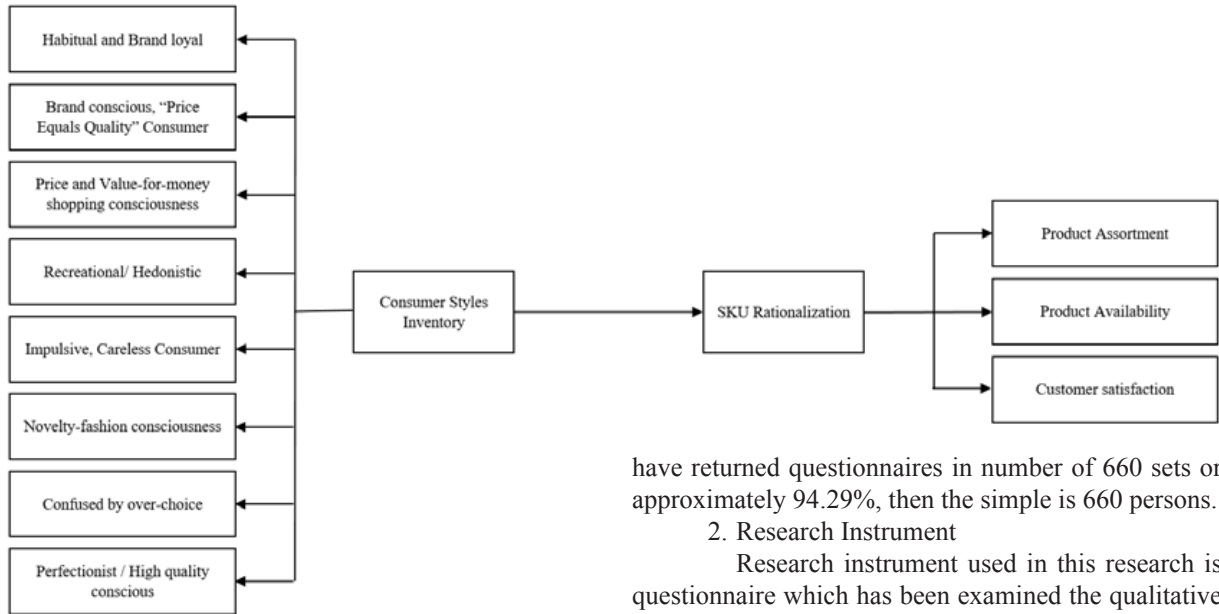 Habitual and Brand loyal
Brand conscious, “Price
Equals Quality” Consumer
Price and Value-for-money
shopping consciousness
Recreational/ Hedonistic
Impulsive, Careless Consumer
Novelty-fashion consciousness
Confused by over-choice
Perfectionist / High quality
conscious
Consumer Styles
Inventory
SKU Rationalization
Product Assortment
Product Availability
Customer satisfaction
have returned questionnaires in number of 660 sets or
approximately 94.29%, then the simple is 660 persons.
2. Research Instrument
Research instrument used in this research is
questionnaire which has been examined the qualitative